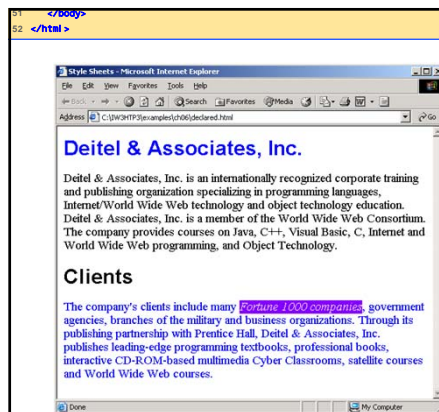 51 </body>
52 </html>
Style Sheets - Microsoft Internet Explorer
File Edit View Favorites Tools Help
Back Search Favorites Media
Address C:\IW3HTP3\examples\ch06\declared.html Go
Deitel & Associates, Inc.
Deitel & Associates, Inc. is an internationally recognized corporate training
and publishing organization specializing in programming languages,
Internet/World Wide Web technology and object technology education.
Deitel & Associates, Inc. is a member of the World Wide Web Consortium.
The company provides courses on Java, C++, Visual Basic, C, Internet and
World Wide Web programming, and Object Technology.
Clients
The company's clients include many Fortune 1000 companies, government
agencies, branches of the military and business organizations. Through its
publishing partnership with Prentice Hall, Deitel & Associates, Inc.
publishes leading-edge programming textbooks, professional books,
interactive CD-ROM-based multimedia Cyber Classrooms, satellite courses
and World Wide Web courses.
Done My Computer